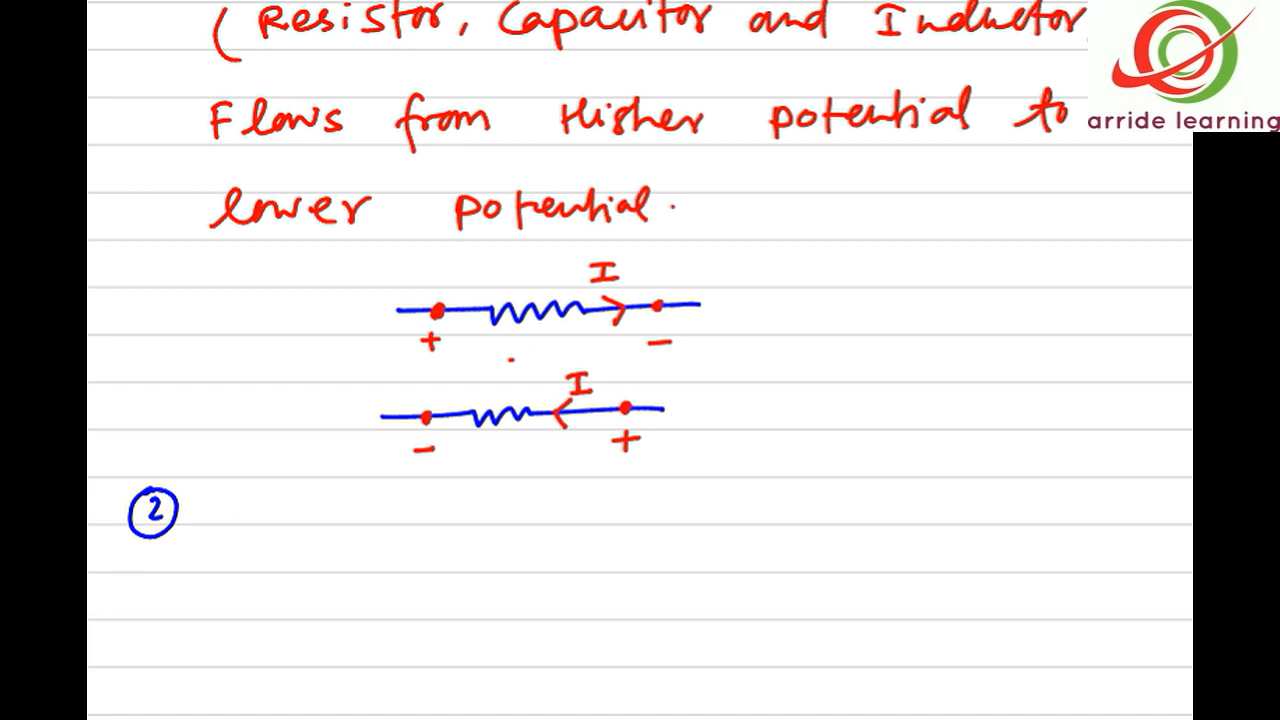 (Resistor, Capacitor and Inductor
arride learning
Flows from Higher potential to
lower potential.
I
+ -
I
- +
2